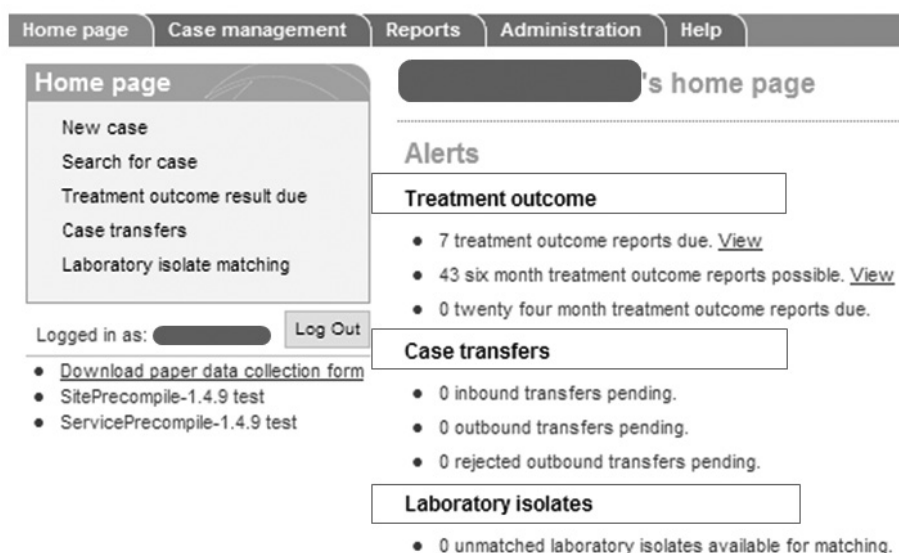 Home page Case management Reports Administration Help
Home page
New case
Search for case
Treatment outcome result due
Case transfers
Laboratory isolate matching
Logged in as:
Log Out
Download paper data collection form
SitePrecompile-1.4.9 test
ServicePrecompile-1.4.9 test
's home page
Alerts
Treatment outcome
7 treatment outcome reports due. View
43 six month treatment outcome reports possible. View
0 twenty four month treatment outcome reports due.
Case transfers
0 inbound transfers pending.
0 outbound transfers pending.
0 rejected outbound transfers pending.
Laboratory isolates
0 unmatched laboratory isolates available for matching.